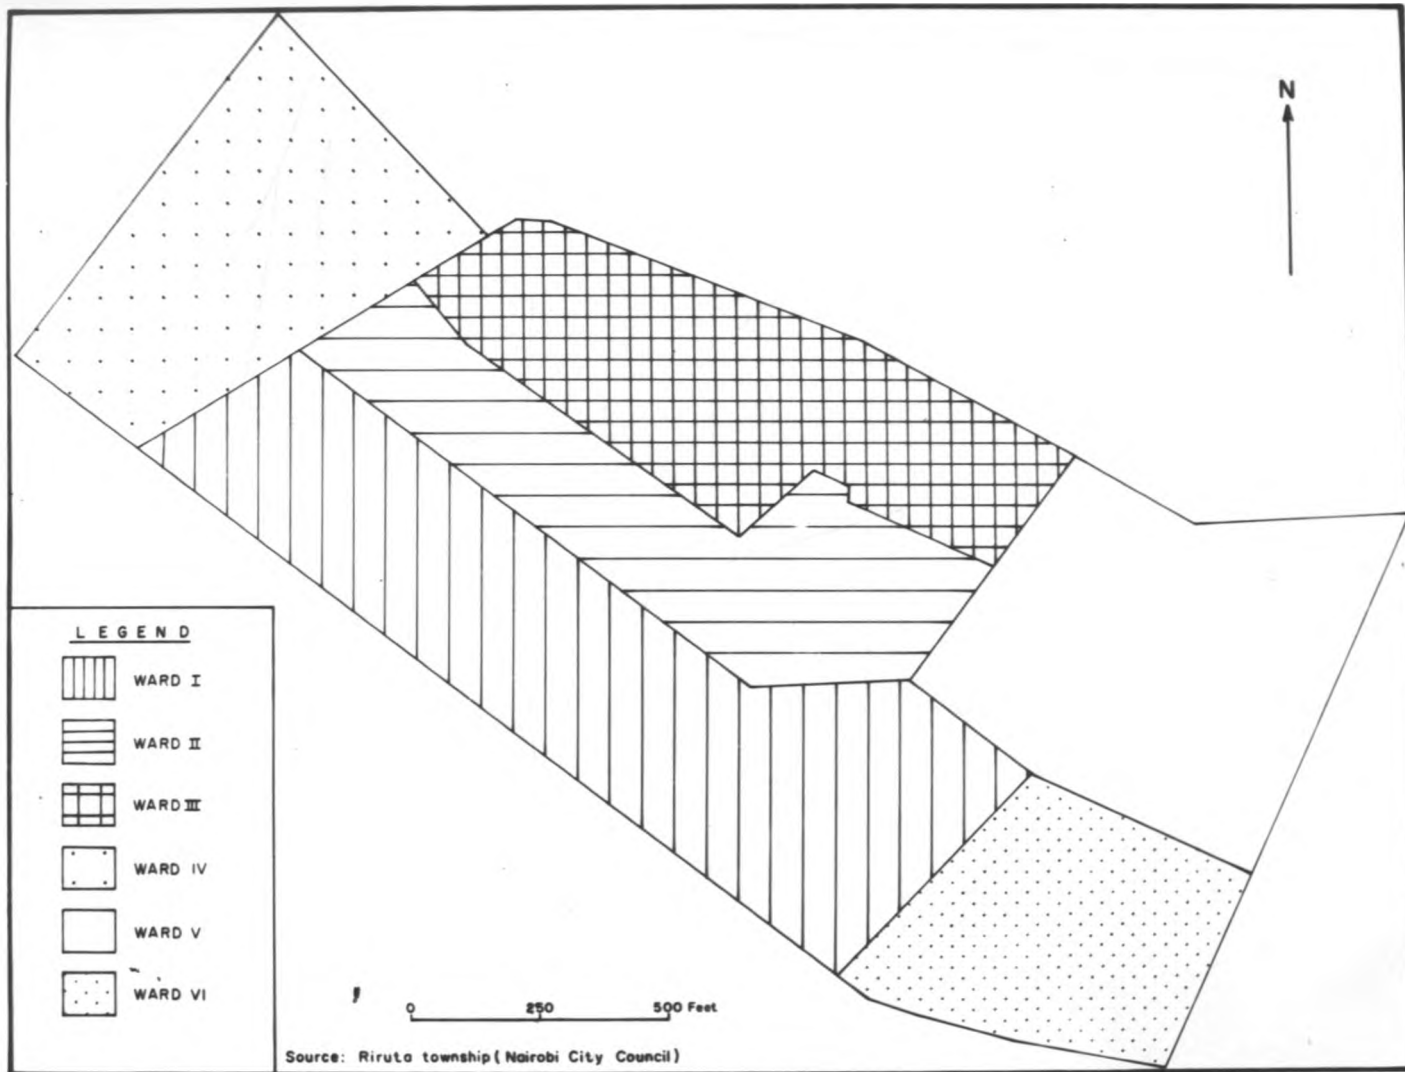 N
L E G E N D
WARD I
WARD II
WARD III
WARD IV
WARD V
WARD VI
0 250 500 Feet
Source: Riruta township (Nairobi City Council)